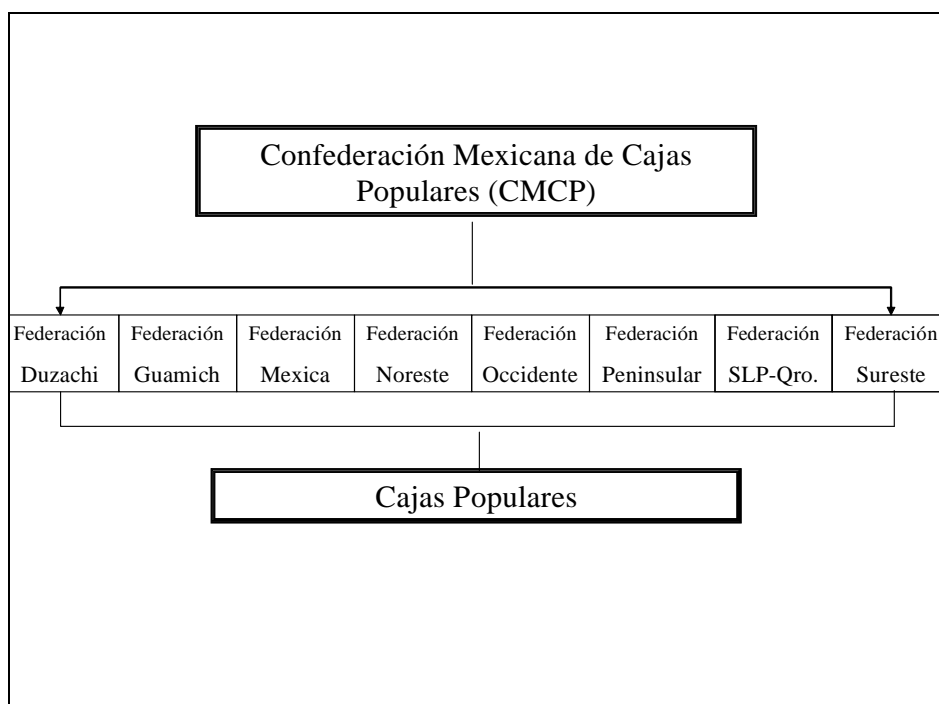 Confederación Mexicana de Cajas
Populares (CMCP)
Federación
Duzachi
Federación
Guamich
Federación
Mexica
Federación
Noreste
Federación
Occidente
Federación
Peninsular
Federación
SLP-Qro.
Federación
Sureste
Cajas Populares